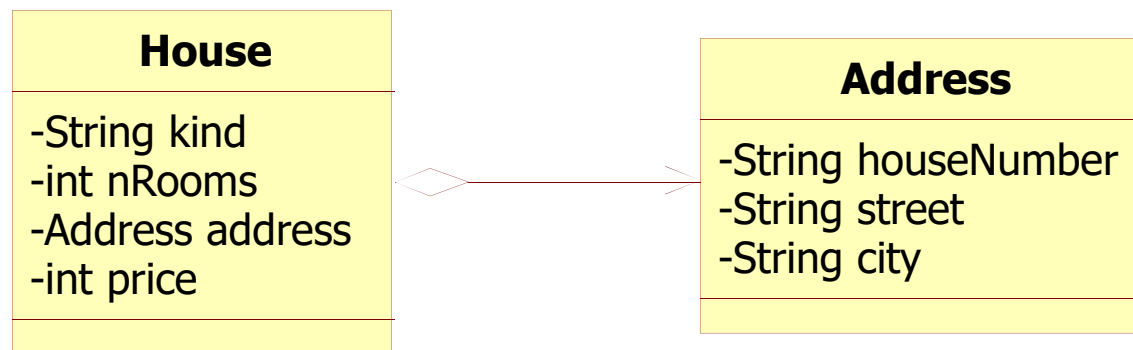 House
-String kind
-int nRooms
-Address address
-int price
Address
-String houseNumber
-String street
-String city